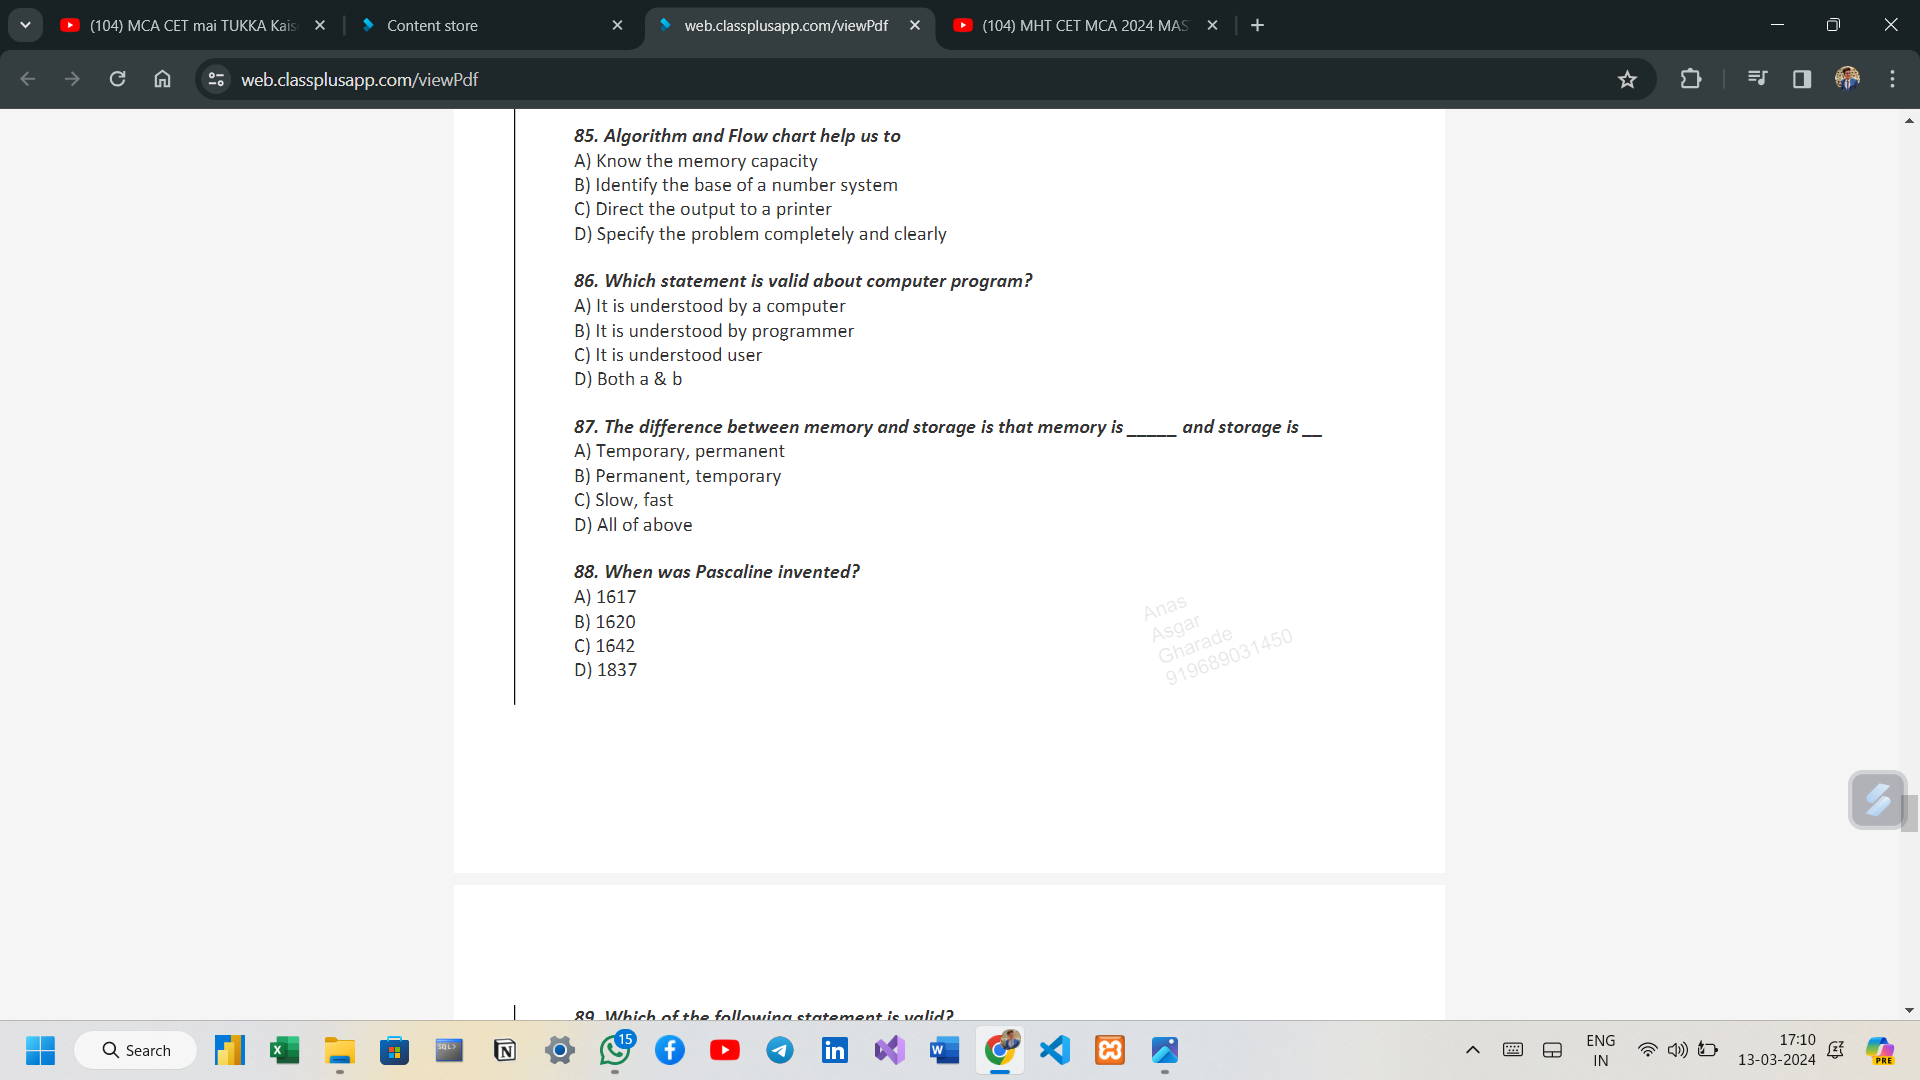 (104) MCA CET mai TUKKA Kais
Content store
web.classplusapp.com/viewPdf
(104) MHT CET MCA 2024 MAS
web.classplusapp.com/viewPdf
85. Algorithm and Flow chart help us to
A) Know the memory capacity
B) Identify the base of a number system
C) Direct the output to a printer
D) Specify the problem completely and clearly
86. Which statement is valid about computer program?
A) It is understood by a computer
B) It is understood by programmer
C) It is understood user
D) Both a & b
87. The difference between memory and storage is that memory is _____ and storage is __
A) Temporary, permanent
B) Permanent, temporary
C) Slow, fast
D) All of above
88. When was Pascaline invented?
A) 1617
B) 1620
C) 1642
D) 1837
Anas
Asgar
Gharade
919689031450
89. Which of the following statement is valid?
Search
SQL>
15
ENG
IN
17:10
13-03-2024
PRE